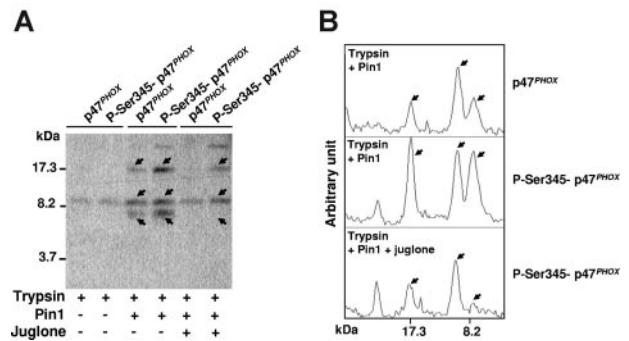 A
p47PHOX
P-Ser345- p47PHOX
p47PHOX
P-Ser345- p47PHOX
p47PHOX
P-Ser345- p47PHOX
kDa
17.3
8.2
3.7
Trypsin + + + + + +
Pin1 - - + + + +
Juglone - - - - + +
B
Trypsin
+ Pin1
p47PHOX
Trypsin
+ Pin1
P-Ser345- p47PHOX
Trypsin
+ Pin1 + juglone
P-Ser345- p47PHOX
Arbitrary unit
kDa 17.3 8.2